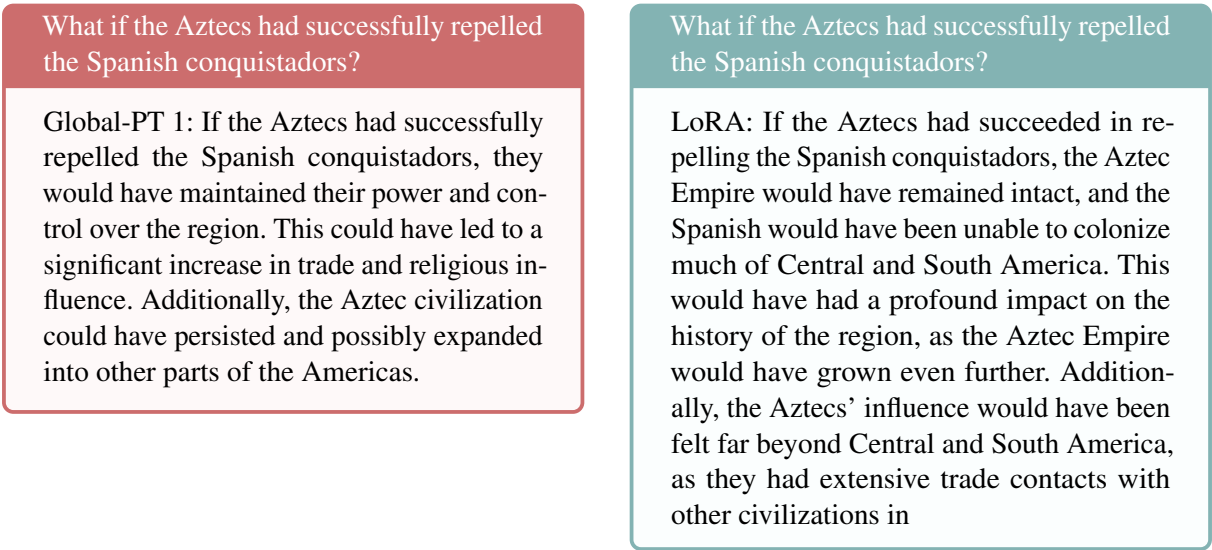 What if the Aztecs had successfully repelled
the Spanish conquistadors?
Global-PT 1: If the Aztecs had successfully
repelled the Spanish conquistadors, they
would have maintained their power and con-
trol over the region. This could have led to a
significant increase in trade and religious in-
fluence. Additionally, the Aztec civilization
could have persisted and possibly expanded
into other parts of the Americas.
What if the Aztecs had successfully repelled
the Spanish conquistadors?
LoRA: If the Aztecs had succeeded in re-
pelling the Spanish conquistadors, the Aztec
Empire would have remained intact, and the
Spanish would have been unable to colonize
much of Central and South America. This
would have had a profound impact on the
history of the region, as the Aztec Empire
would have grown even further. Addition-
ally, the Aztecs’ influence would have been
felt far beyond Central and South America,
as they had extensive trade contacts with
other civilizations in